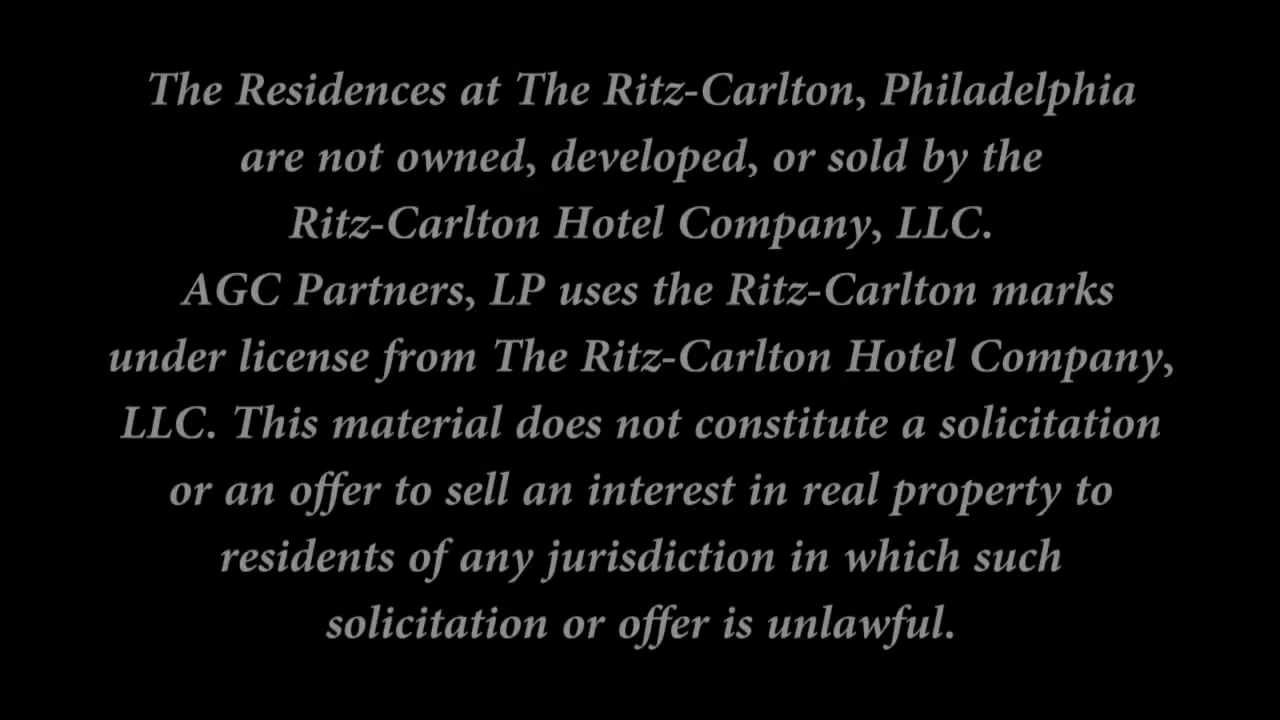 The Residences at The Ritz-Carlton, Philadelphia
are not owned, developed, or sold by the
Ritz-Carlton Hotel Company, LLC.
AGC Partners, LP uses the Ritz-Carlton marks
under license from The Ritz-Carlton Hotel Company,
LLC. This material does not constitute a solicitation
or an offer to sell an interest in real property to
residents of any jurisdiction in which such
solicitation or offer is unlawful.